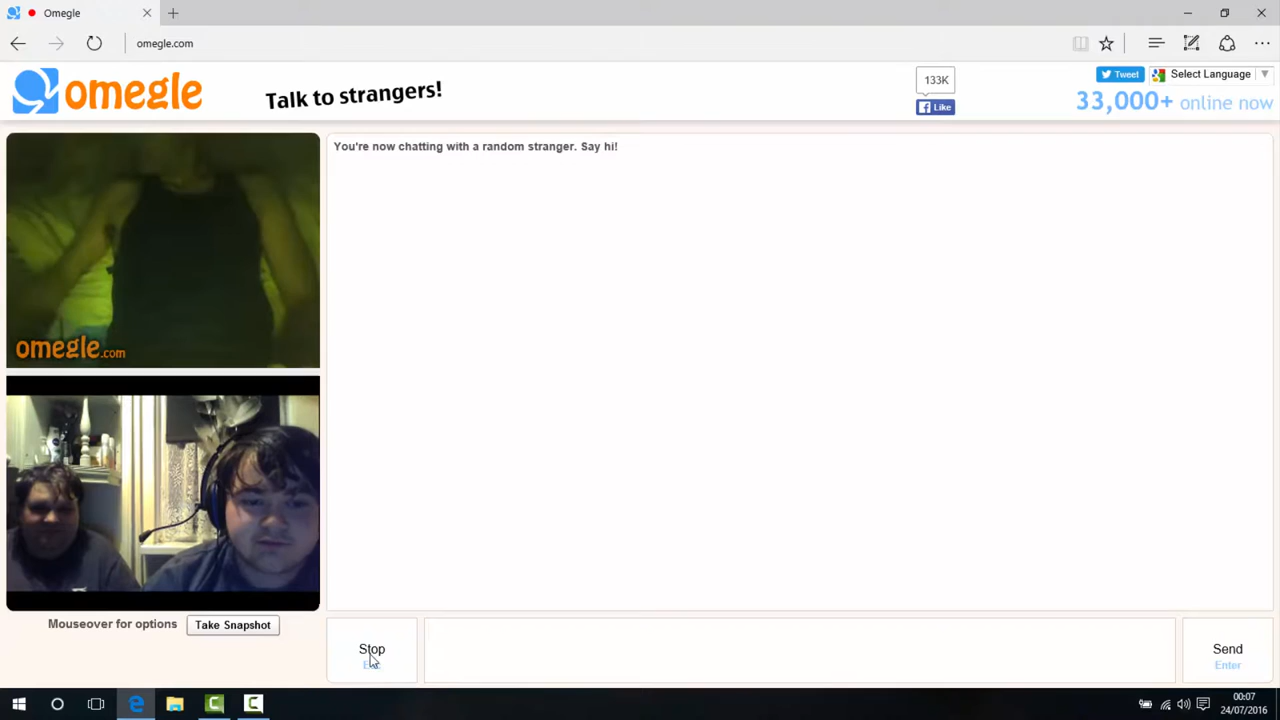 Omegle
omegle.com
omegle
Talk to strangers!
133K
Like
Tweet
Select Language
33,000+ online now
You're now chatting with a random stranger. Say hi!
omegle.com
Mouseover for options
Take Snapshot
Stop
Send
Enter
00:07
24/07/2016